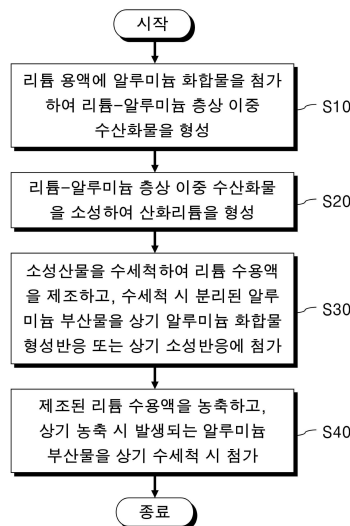 시작
리튬 용액에 알루미늄 화합물을 첨가
하여 리튬-알루미늄 층상 이중
수산화물을 형성
S10
리튬-알루미늄 층상 이중 수산화물
을 소성하여 산화리튬을 형성
S20
소성산물을 수세척하여 리튬 수용액
을 제조하고, 수세척 시 분리된 알루
미늄 부산물을 상기 알루미늄 화합물
형성반응 또는 상기 소성반응에 첨가
S30
제조된 리튬 수용액을 농축하고,
상기 농축 시 발생되는 알루미늄
부산물을 상기 수세척 시 첨가
S40
종료